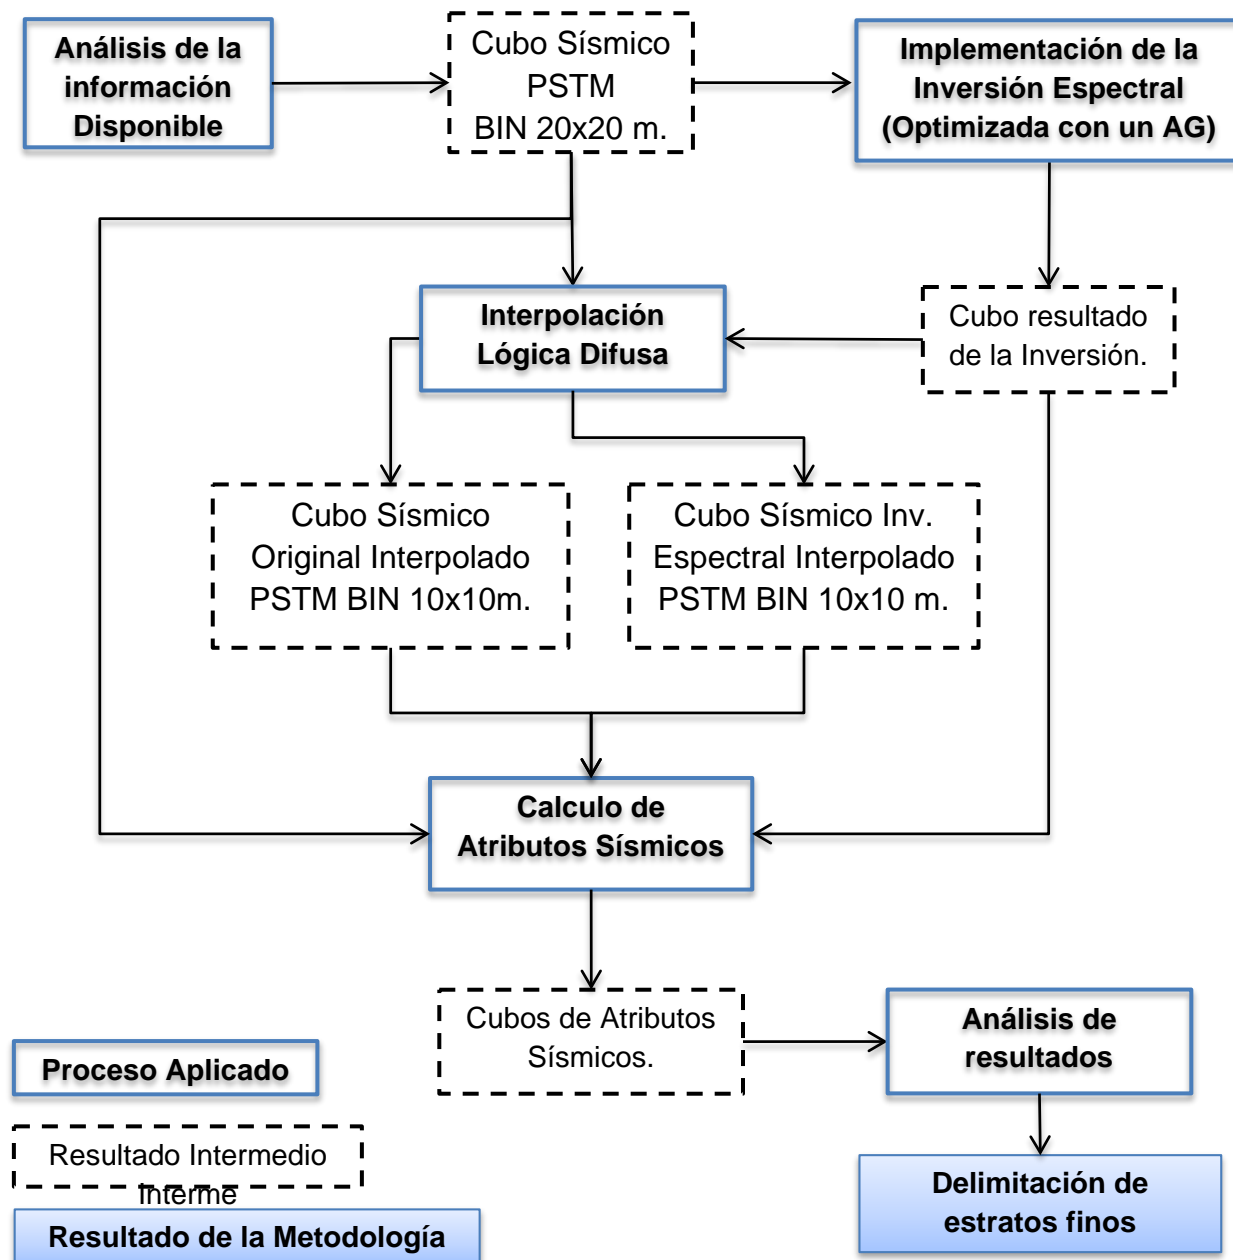 Análisis de la
información
Disponible
Cubo Sísmico
PSTM
BIN 20x20 m.
Implementación de la
Inversión Espectral
(Optimizada con un AG)
Interpolación
Lógica Difusa
Cubo resultado
de la Inversión.
Cubo Sísmico
Original Interpolado
PSTM BIN 10x10m.
Cubo Sísmico Inv.
Espectral Interpolado
PSTM BIN 10x10 m.
Calculo de
Atributos Sísmicos
Cubos de Atributos
Sísmicos.
Análisis de
resultados
Delimitación de
estratos finos
Proceso Aplicado
Resultado Intermedio
Interme
Resultado de la Metodología